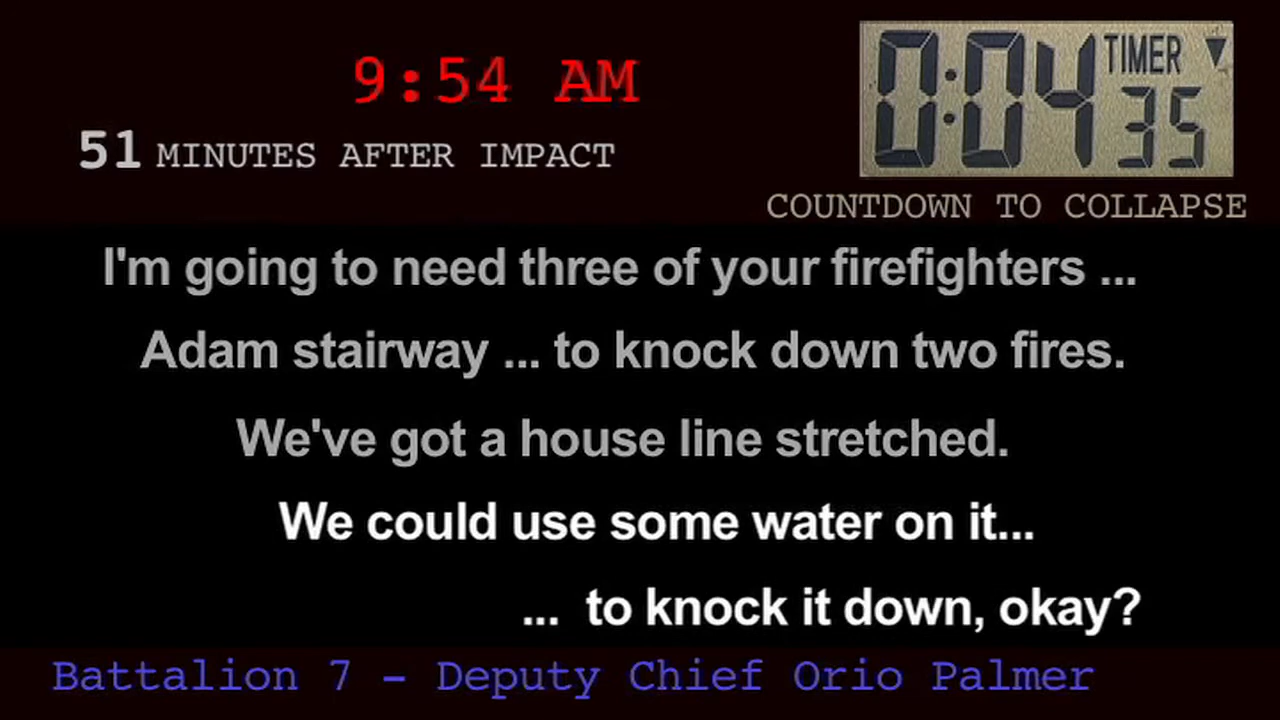 9:54 AM
51 MINUTES AFTER IMPACT
0:04 35 TIMER
COUNTDOWN TO COLLAPSE
I'm going to need three of your firefighters ...
Adam stairway ... to knock down two fires.
We've got a house line stretched.
We could use some water on it...
... to knock it down, okay?
Battalion 7 - Deputy Chief Orio Palmer